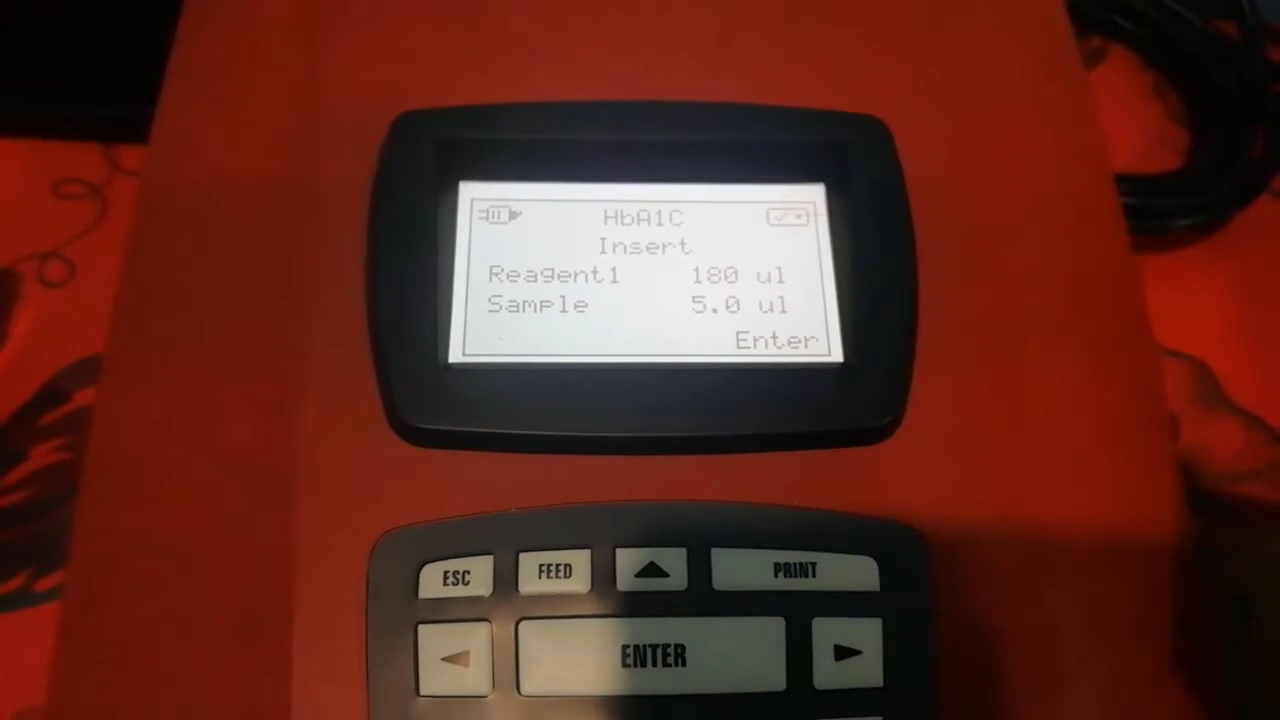 HbA1C
Insert
Reagent1 180 ul
Sample 5.0 ul
Enter
ESC FEED PRINT
ENTER